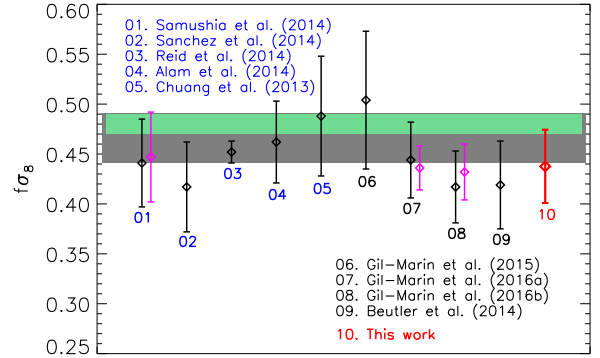 0.60
01. Samushia et al. (2014)
02. Sanchez et al. (2014)
03. Reid et al. (2014)
04. Alam et al. (2014)
05. Chuang et al. (2013)
0.55
0.50
0.45
fσ8
0.40
0.35
0.30
0.25
01
02
03
04
05
06
07
08
09
10
06. Gil-Marin et al. (2015)
07. Gil-Marin et al. (2016a)
08. Gil-Marin et al. (2016b)
09. Beutler et al. (2014)
10. This work